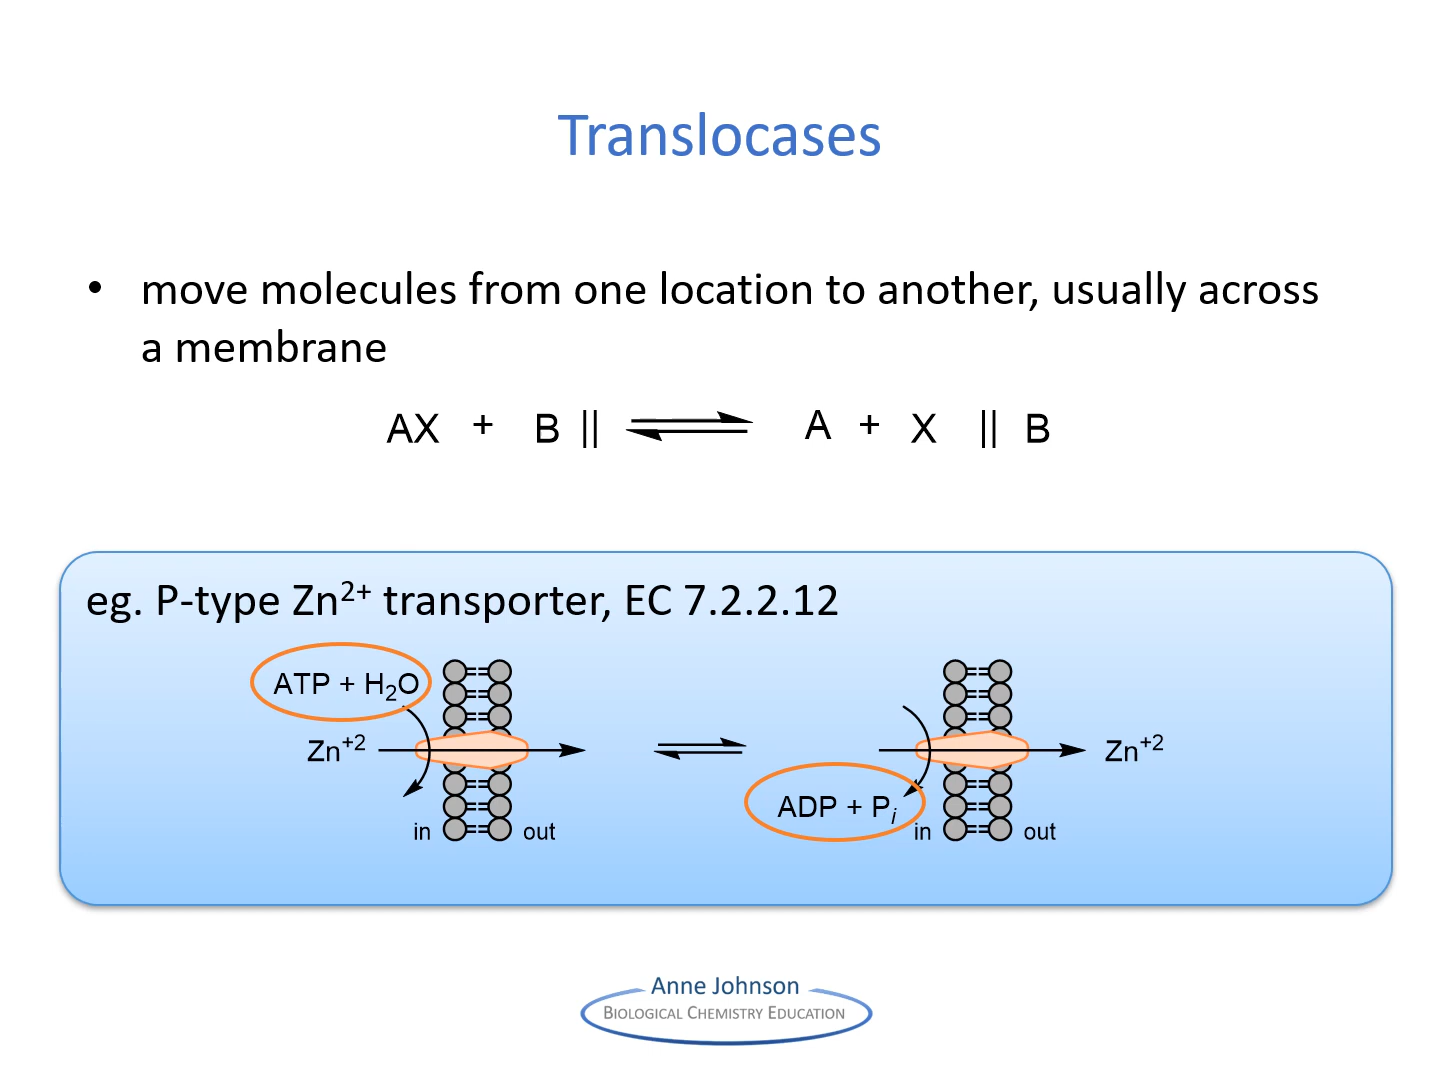 Translocases
• move molecules from one location to another, usually across
a membrane
AX + B || ⇌ A + X || B
eg. P-type Zn²⁺ transporter, EC 7.2.2.12
ATP + H₂O
Zn⁺² Zn⁺²
ADP + Pᵢ
in out in out
Anne Johnson
BIOLOGICAL CHEMISTRY EDUCATION